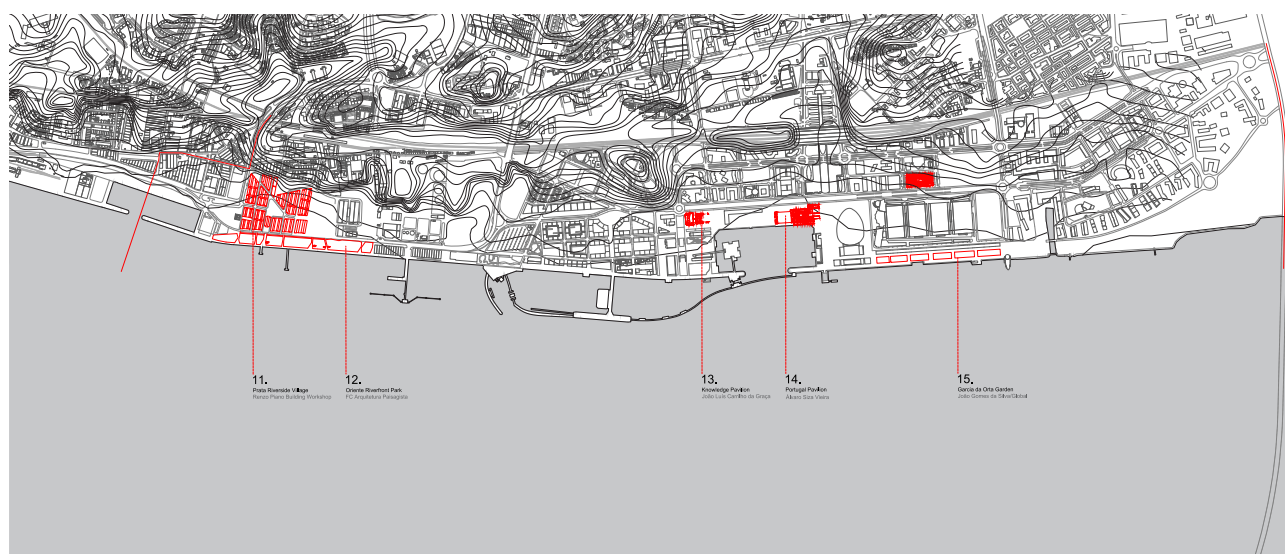 11.
Prata Riverside Village
Renzo Piano Building Workshop
12.
Oriente Riverfront Park
FC Arquitetura Paisagista
13.
Knowledge Pavilion
João Luís Carrilho da Graça
14.
Portugal Pavilion
Álvaro Siza Vieira
15.
Garcia da Orta Garden
João Gomes da Silva/Global